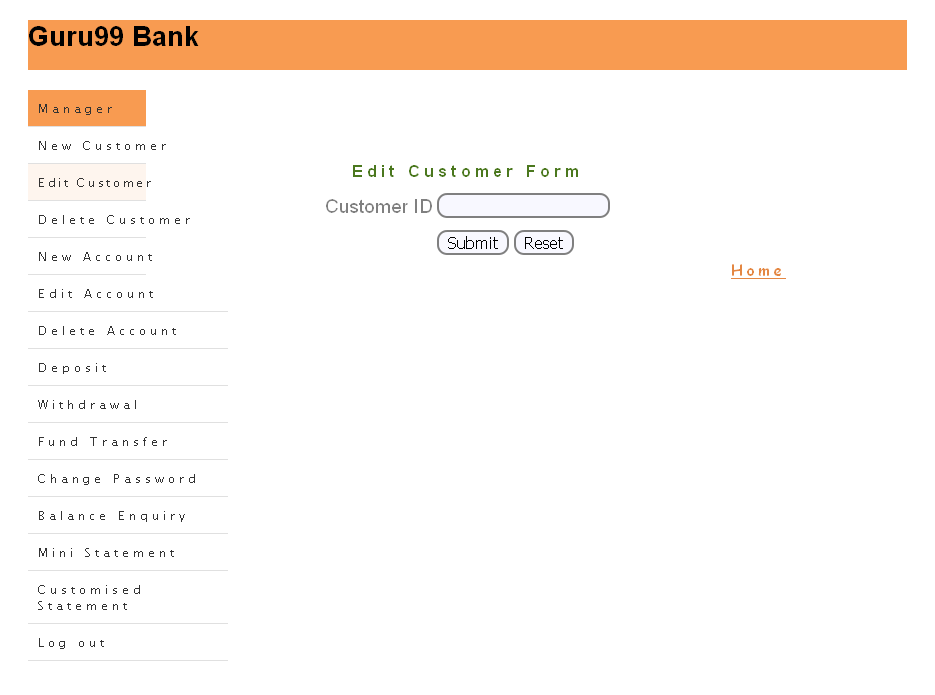 Guru99 Bank
Manager
New Customer
Edit Customer
Delete Customer
New Account
Edit Account
Delete Account
Deposit
Withdrawal
Fund Transfer
Change Password
Balance Enquiry
Mini Statement
Customised
Statement
Log out
Edit Customer Form
Customer ID
Submit Reset
Home